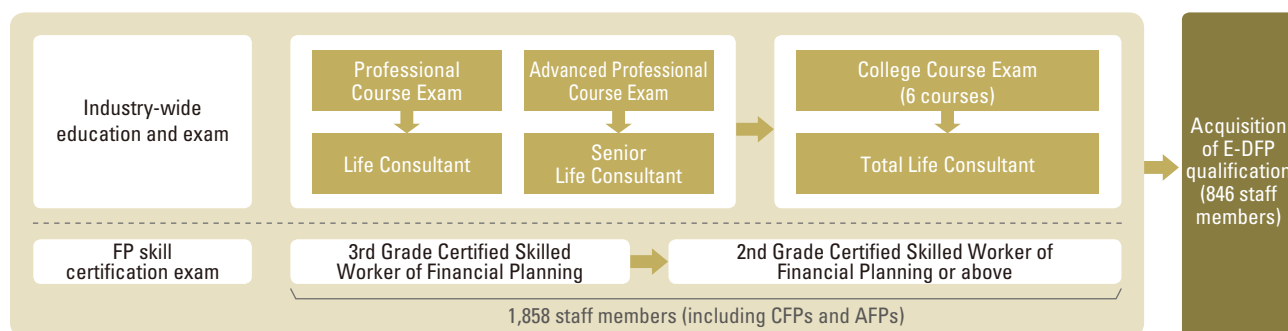 Industry-wide
education and exam
Professional
Course Exam
Life Consultant
Advanced Professional
Course Exam
Senior
Life Consultant
College Course Exam
(6 courses)
Total Life Consultant
FP skill
certification exam
3rd Grade Certified Skilled
Worker of Financial Planning
2nd Grade Certified Skilled Worker of
Financial Planning or above
1,858 staff members (including CFPs and AFPs)
Acquisition
of E-DFP
qualification
(846 staff
members)